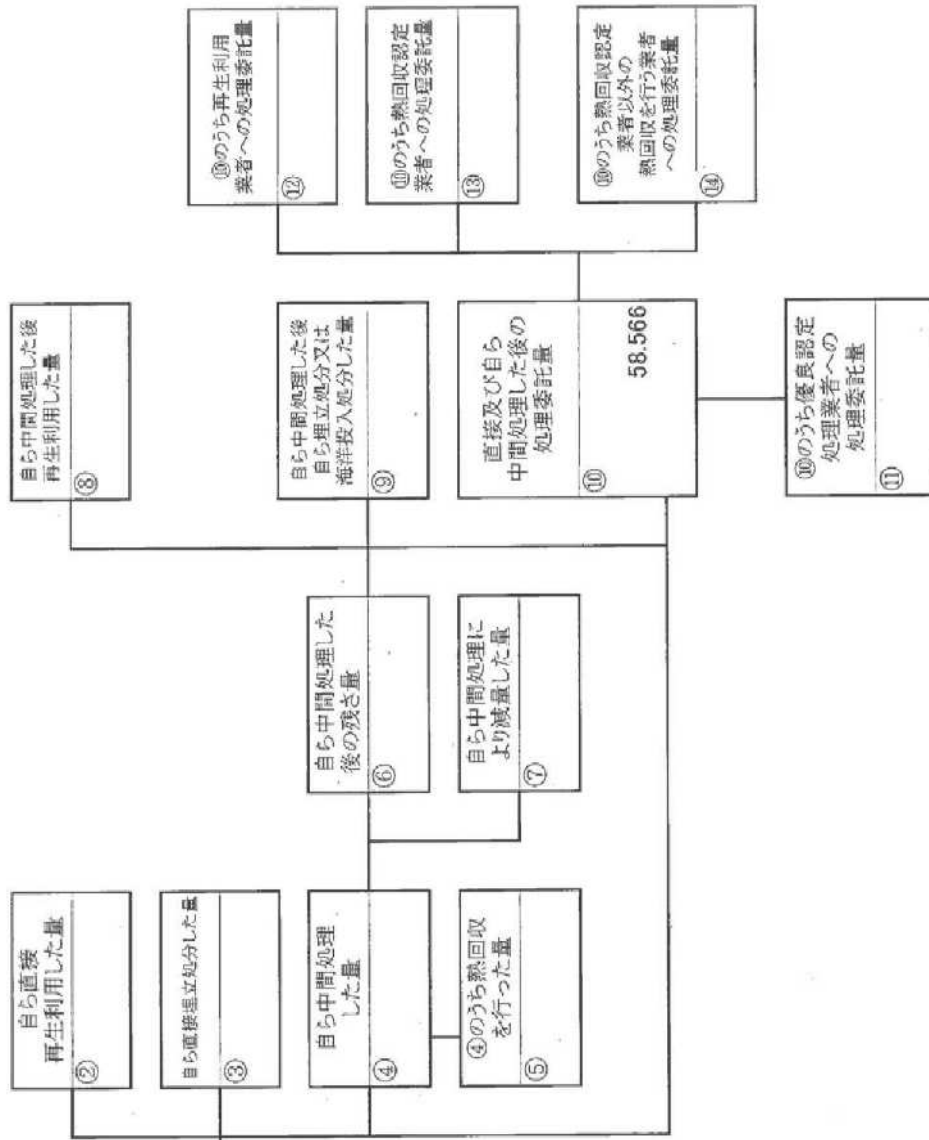 自ら直接
再生利用した量
②
自ら直接埋立処分した量
③
自ら中間処理
した量
④
④のうち熱回収
を行った量
⑤
自ら中間処理した
後の残さ量
⑥
自ら中間処理に
より減量した量
⑦
自ら中間処理した後
再生利用した量
⑧
自ら中間処理した後
自ら埋立処分又は
海洋投入処分した量
⑨
直接及び自ら
中間処理した後の
処理委託量
⑩
58.566
⑩のうち優良認定
処理業者への
処理委託量
⑪
⑩のうち再生利用
業者への処理委託量
⑫
⑩のうち熱回収認定
業者への処理委託量
⑬
⑩のうち熱回収認定
業者以外の
熱回収を行う業者
への処理委託量
⑭